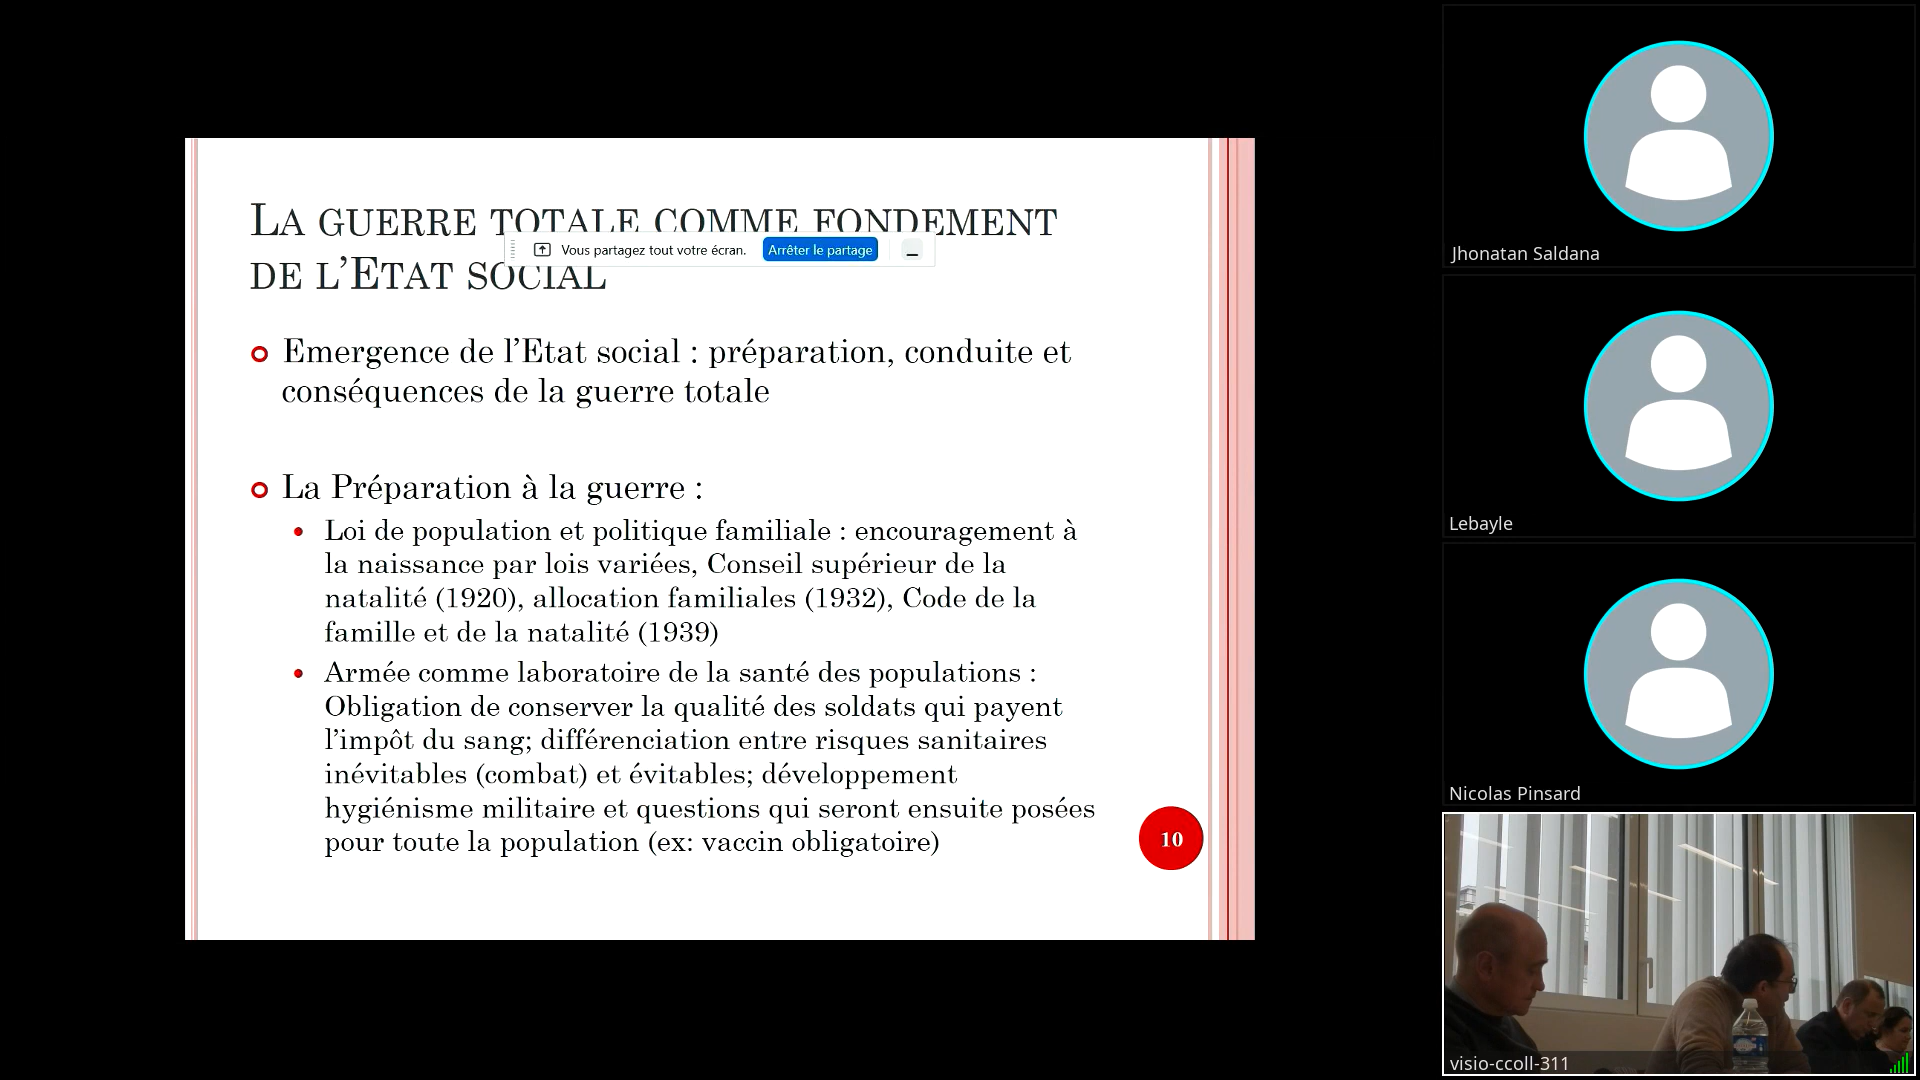 La guerre totale comme fondement
de l’Etat social
Vous partagez tout votre écran.
Arrêter le partage
Emergence de l’Etat social : préparation, conduite et
conséquences de la guerre totale
La Préparation à la guerre :
Loi de population et politique familiale : encouragement à
la naissance par lois variées, Conseil supérieur de la
natalité (1920), allocation familiales (1932), Code de la
famille et de la natalité (1939)
Armée comme laboratoire de la santé des populations :
Obligation de conserver la qualité des soldats qui payent
l’impôt du sang; différenciation entre risques sanitaires
inévitables (combat) et évitables; développement
hygiénisme militaire et questions qui seront ensuite posées
pour toute la population (ex: vaccin obligatoire)
10
Jhonatan Saldana
Lebayle
Nicolas Pinsard
visio-ccoll-311